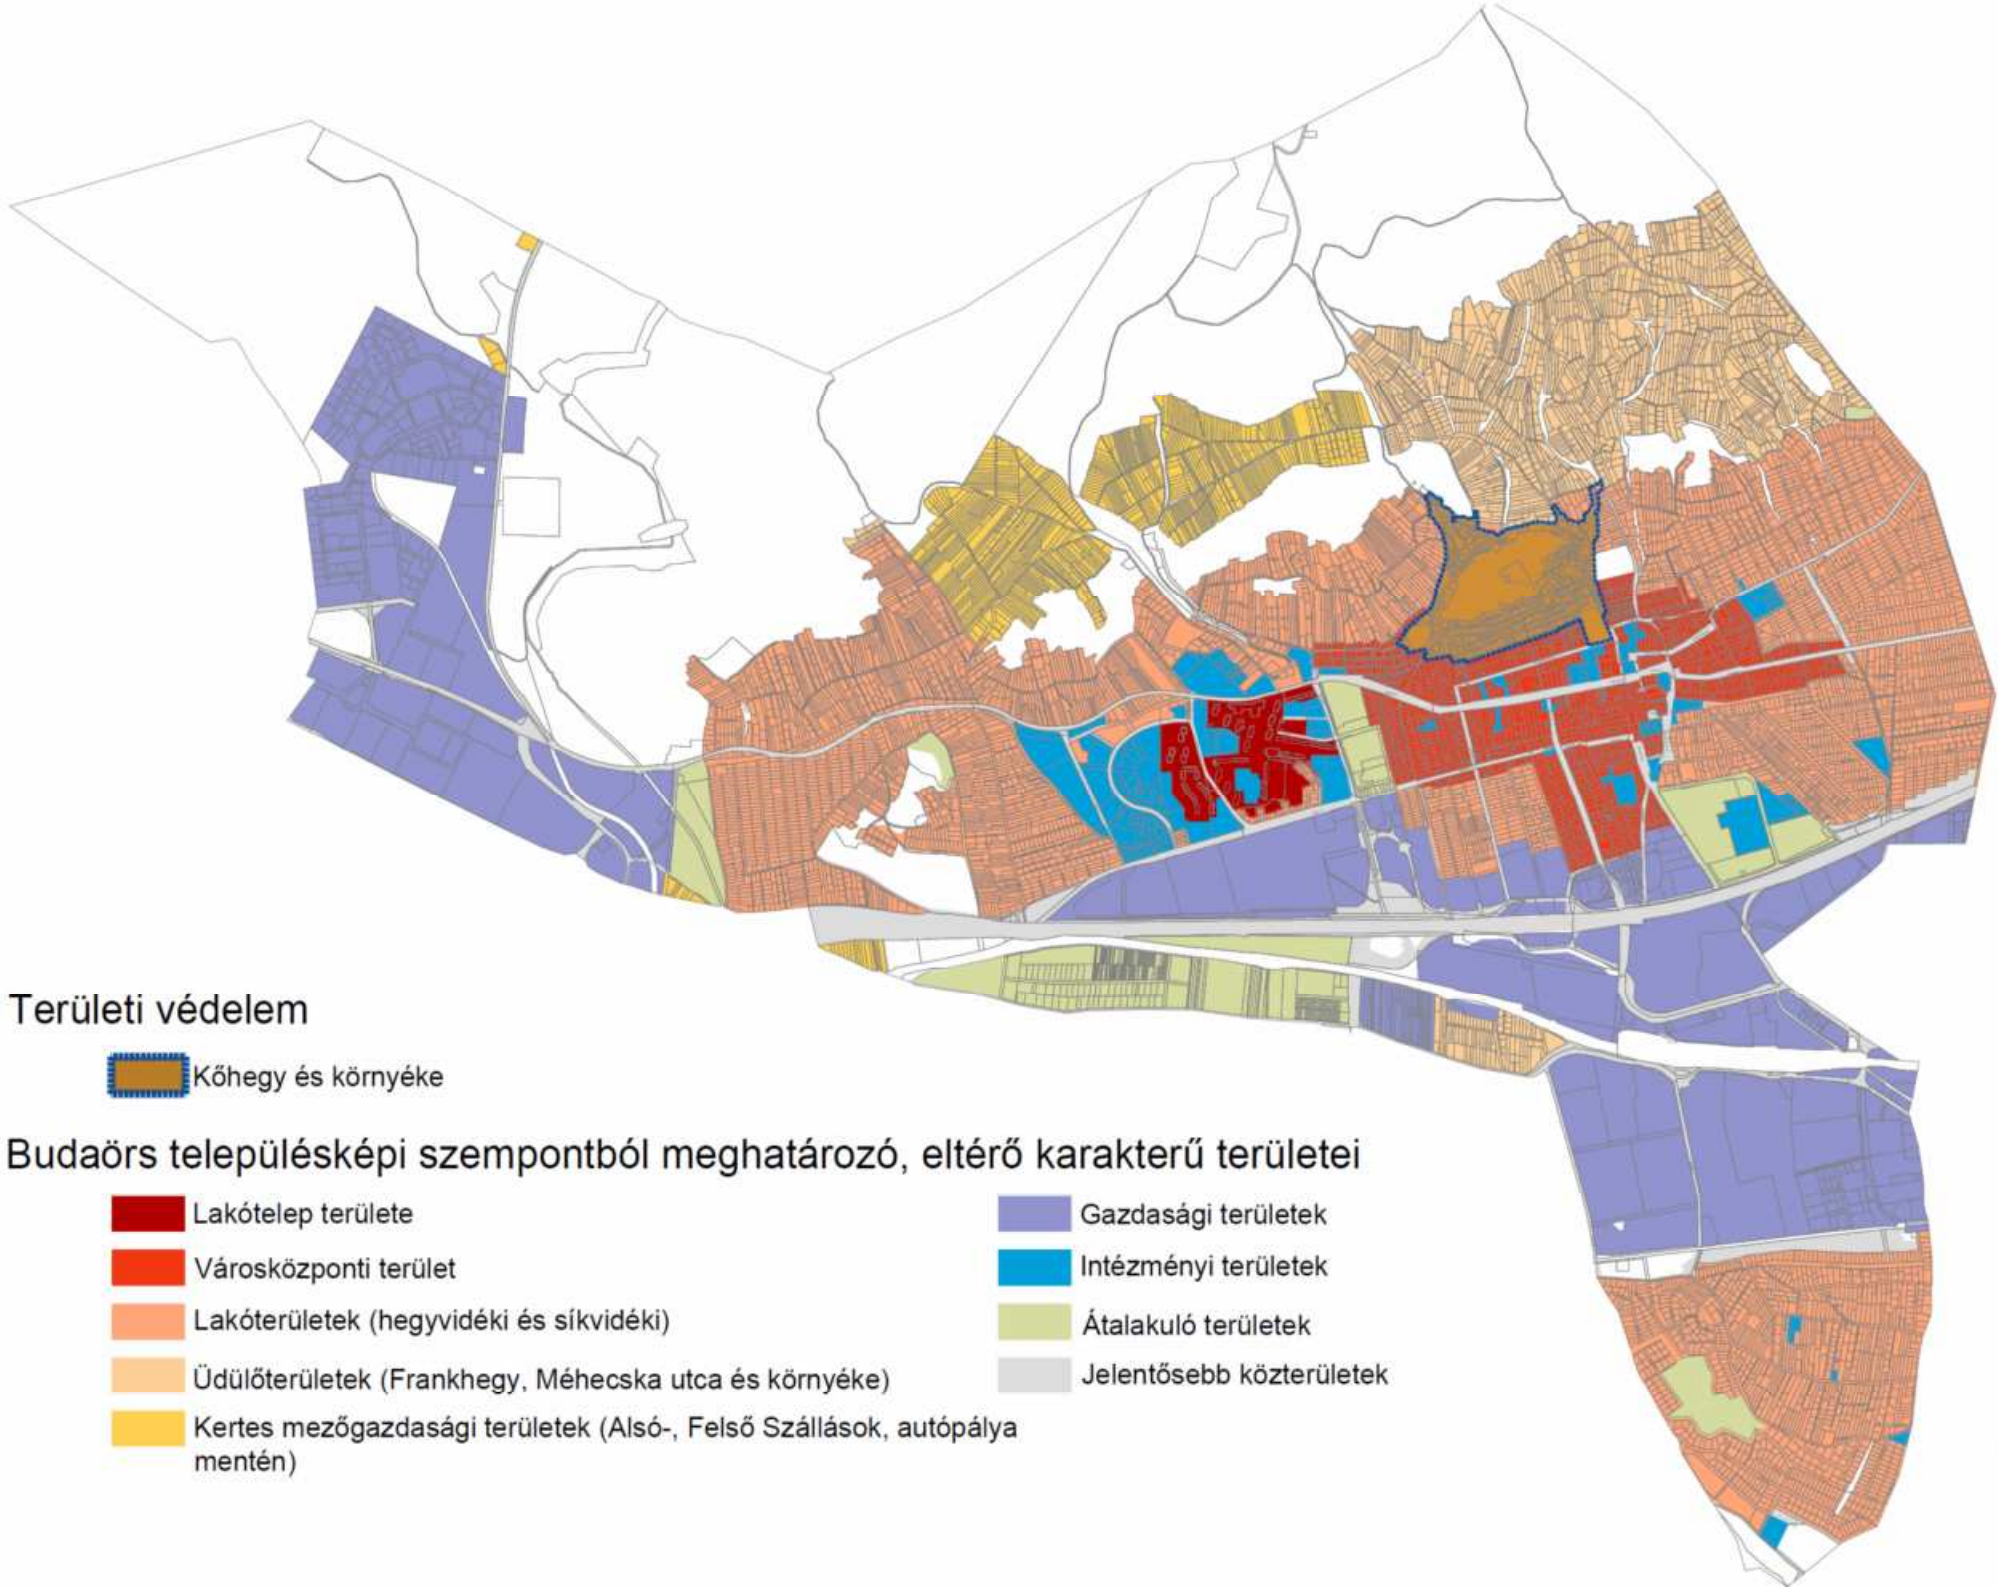 Területi védelem
Kőhegy és környéke
Budaörs településképi szempontból meghatározó, eltérő karakterű területei
Lakótelep területe
Városközponti terület
Lakóterületek (hegyvidéki és síkvidéki)
Üdülőterületek (Frankhegy, Méhecska utca és környéke)
Kertes mezőgazdasági területek (Alsó-, Felső Szállások, autópálya
mentén)
Gazdasági területek
Intézményi területek
Átalakuló területek
Jelentősebb közterületek